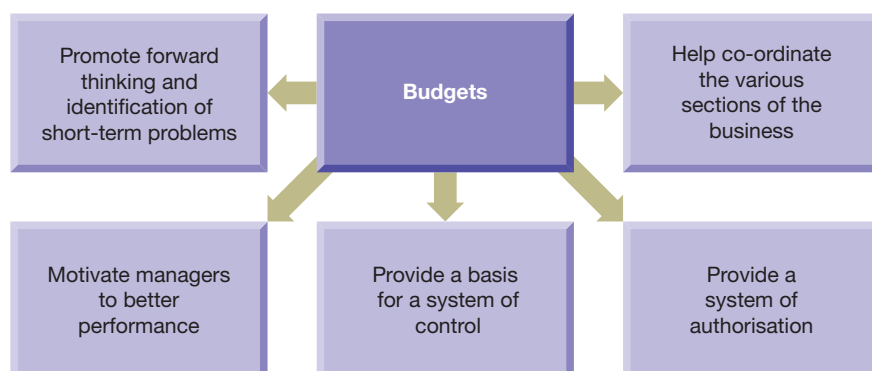 Promote forward
thinking and
identification of
short-term problems
Budgets
Help co-ordinate
the various
sections of the
business
Motivate managers
to better
performance
Provide a basis
for a system of
control
Provide a
system of
authorisation